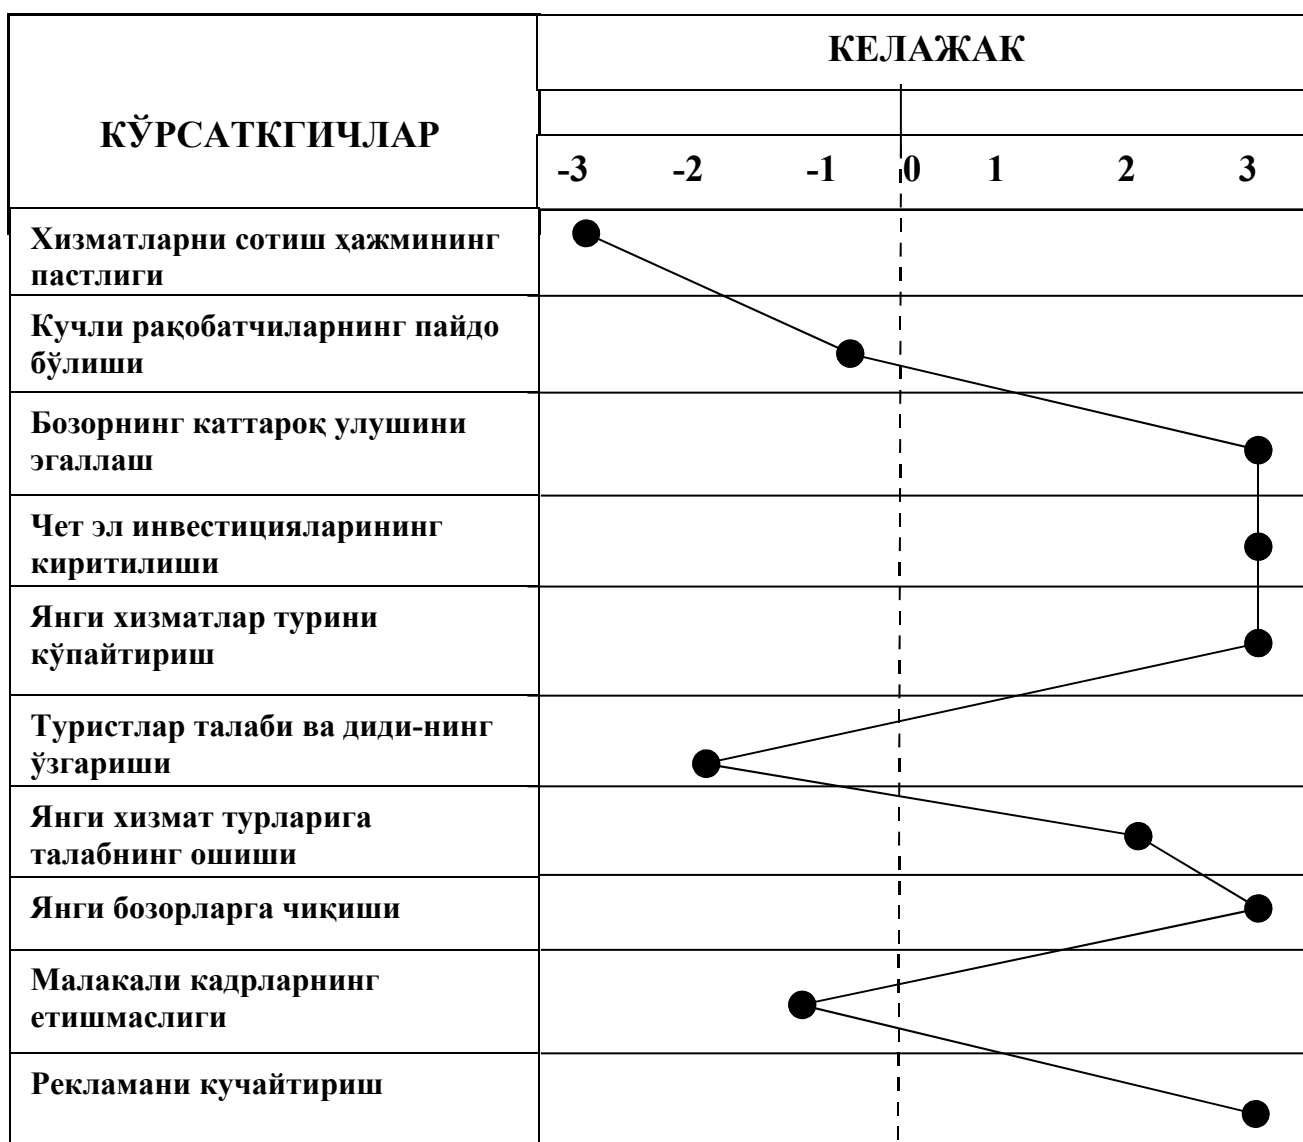 КЕЛАЖАК
КЎРСАТКГИЧЛАР
-3 -2 -1 0 1 2 3
Хизматларни сотиш ҳажмининг
пастлиги
Кучли рақобатчиларнинг пайдо
бўлиши
Бозорнинг каттароқ улушини
эгаллаш
Чет эл инвестицияларининг
киритилиши
Янги хизматлар турини
кўпайтириш
Туристлар талаби ва диди-нинг
ўзгариши
Янги хизмат турларига
талабнинг ошиши
Янги бозорларга чиқиши
Малакали кадрларнинг
етишмаслиги
Рекламани кучайтириш